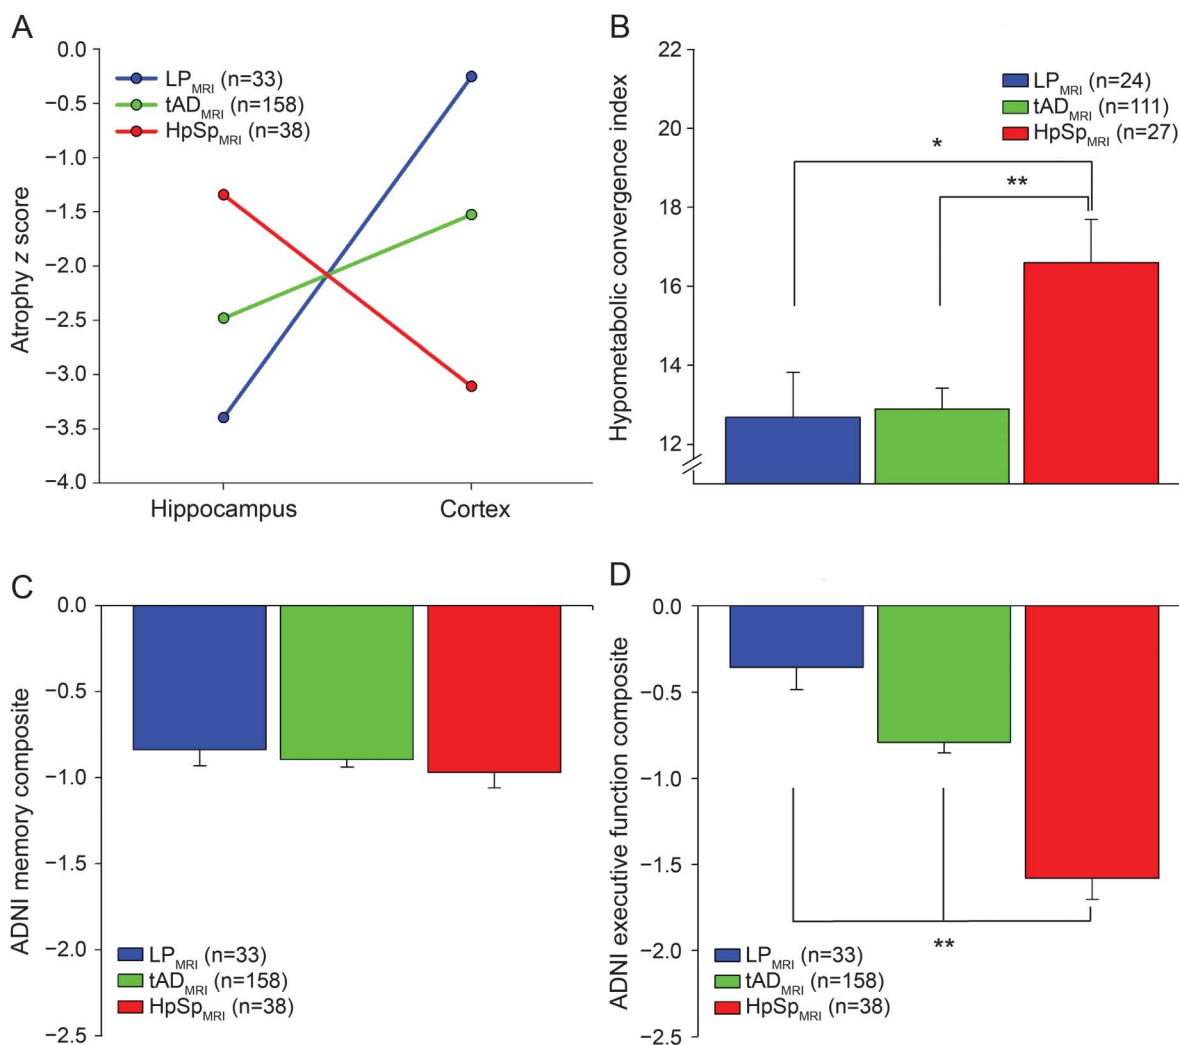 A
0.0
−0.5
−1.0
−1.5
−2.0
−2.5
−3.0
−3.5
−4.0
Atrophy z score
LPMRI (n=33)
tADMRI (n=158)
HpSpMRI (n=38)
Hippocampus
Cortex
B
22
20
18
16
14
12
Hypometabolic convergence index
LPMRI (n=24)
tADMRI (n=111)
HpSpMRI (n=27)
*
**
C
0.0
−0.5
−1.0
−1.5
−2.0
−2.5
ADNI memory composite
LPMRI (n=33)
tADMRI (n=158)
HpSpMRI (n=38)
D
0.0
−0.5
−1.0
−1.5
−2.0
−2.5
ADNI executive function composite
**
LPMRI (n=33)
tADMRI (n=158)
HpSpMRI (n=38)